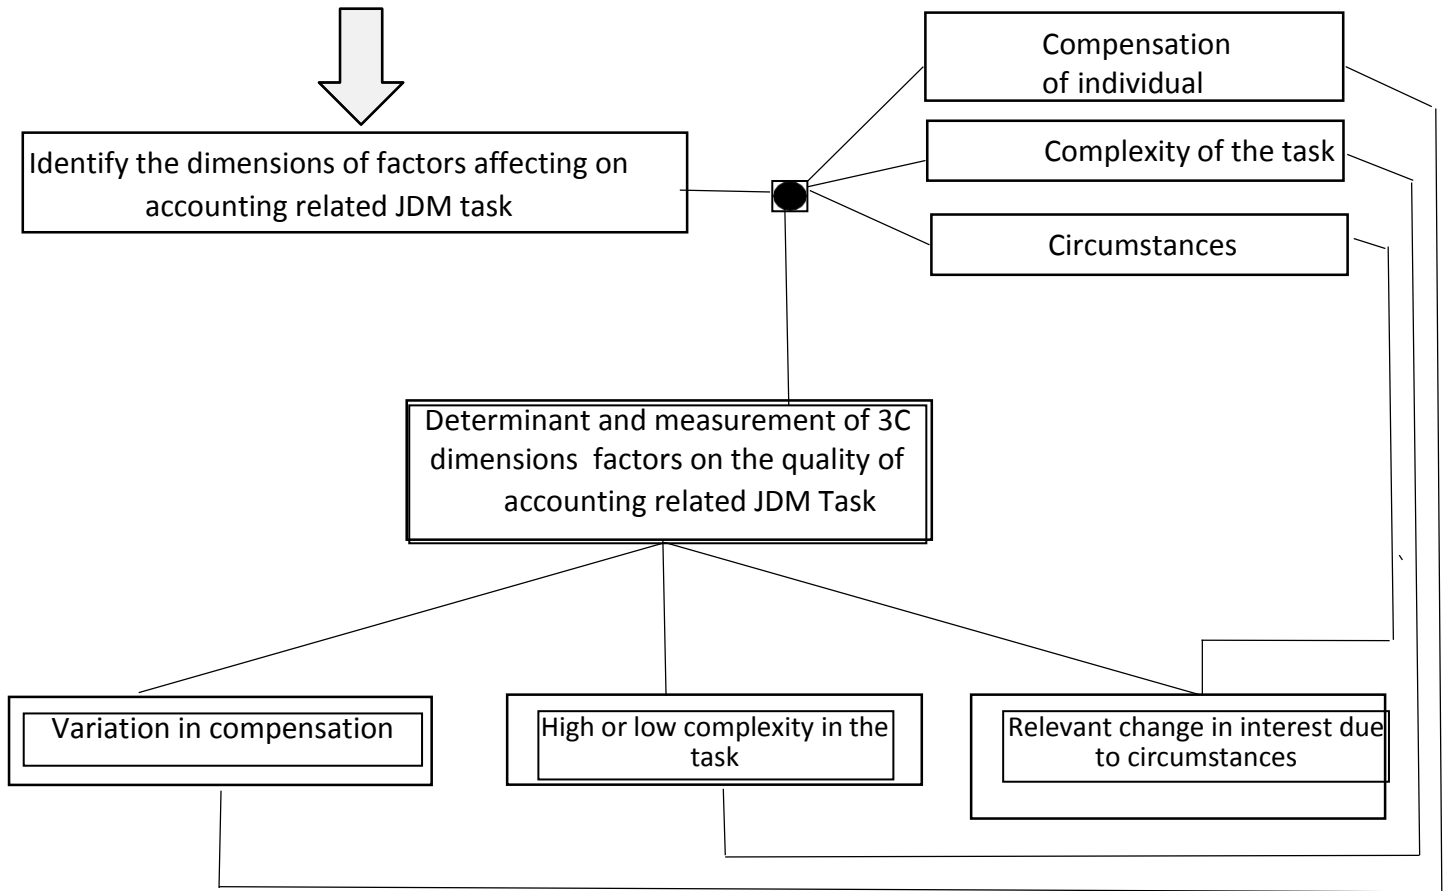 Compensation
of individual
Identify the dimensions of factors affecting on
accounting related JDM task
Complexity of the task
Circumstances
Determinant and measurement of 3C
dimensions factors on the quality of
accounting related JDM Task
Variation in compensation
High or low complexity in the
task
Relevant change in interest due
to circumstances